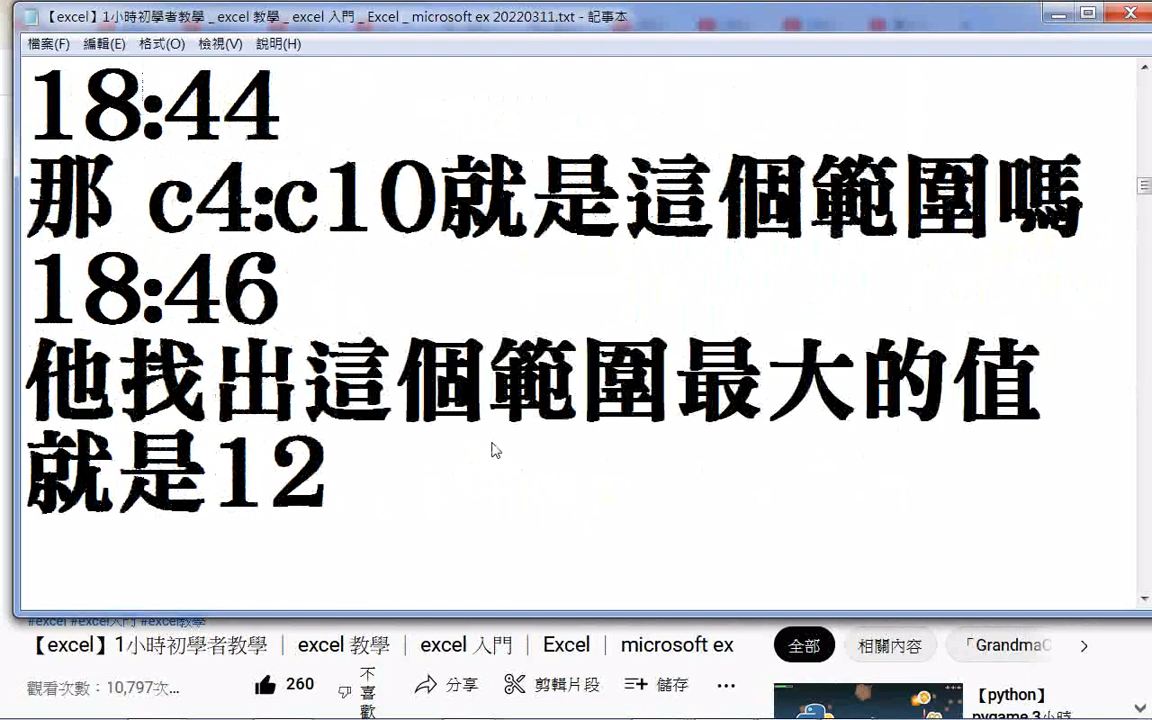 【excel】1小時初學者教學 _ excel 教學 _ excel 入門 _ Excel _ microsoft ex 20220311.txt - 記事本
檔案(F) 編輯(E) 格式(O) 檢視(V) 說明(H)
18:44
那 c4:c10就是這個範圍嗎
18:46
他找出這個範圍最大的值
就是12
#excel #excel入門 #excel教學
【excel】1小時初學者教學 | excel 教學 | excel 入門 | Excel | microsoft ex
全部 相關內容 「GrandmaC
觀看次數：10,797次... 260 不喜歡 分享 剪輯片段 儲存
【python】
pygame 3小時